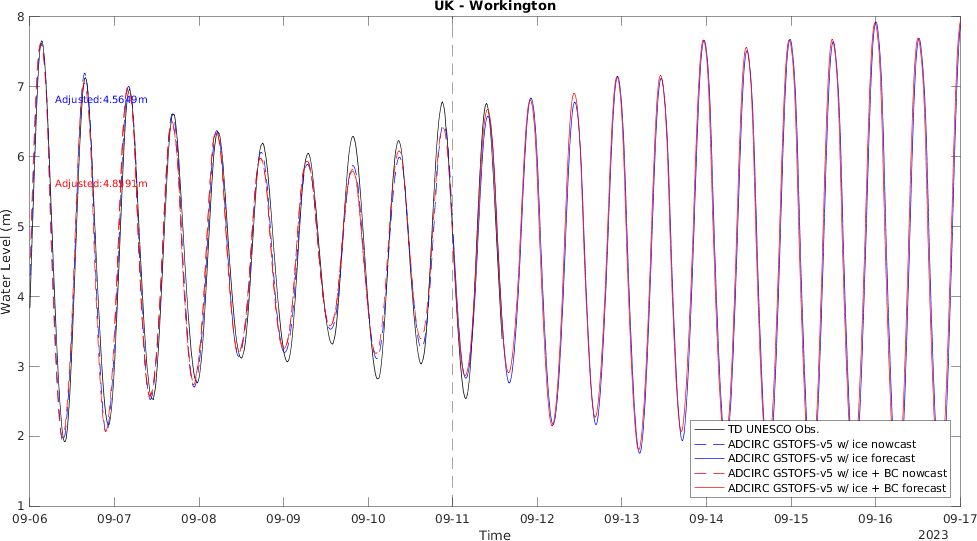 UK - Workington
8
7
6
5
4
3
2
1
Water Level (m)
Adjusted:4.5649m
Adjusted:4.8591m
TD UNESCO Obs.
ADCIRC GSTOFS-v5 w/ ice nowcast
ADCIRC GSTOFS-v5 w/ ice forecast
ADCIRC GSTOFS-v5 w/ ice + BC nowcast
ADCIRC GSTOFS-v5 w/ ice + BC forecast
09-06 09-07 09-08 09-09 09-10 09-11 09-12 09-13 09-14 09-15 09-16 09-17
Time
2023